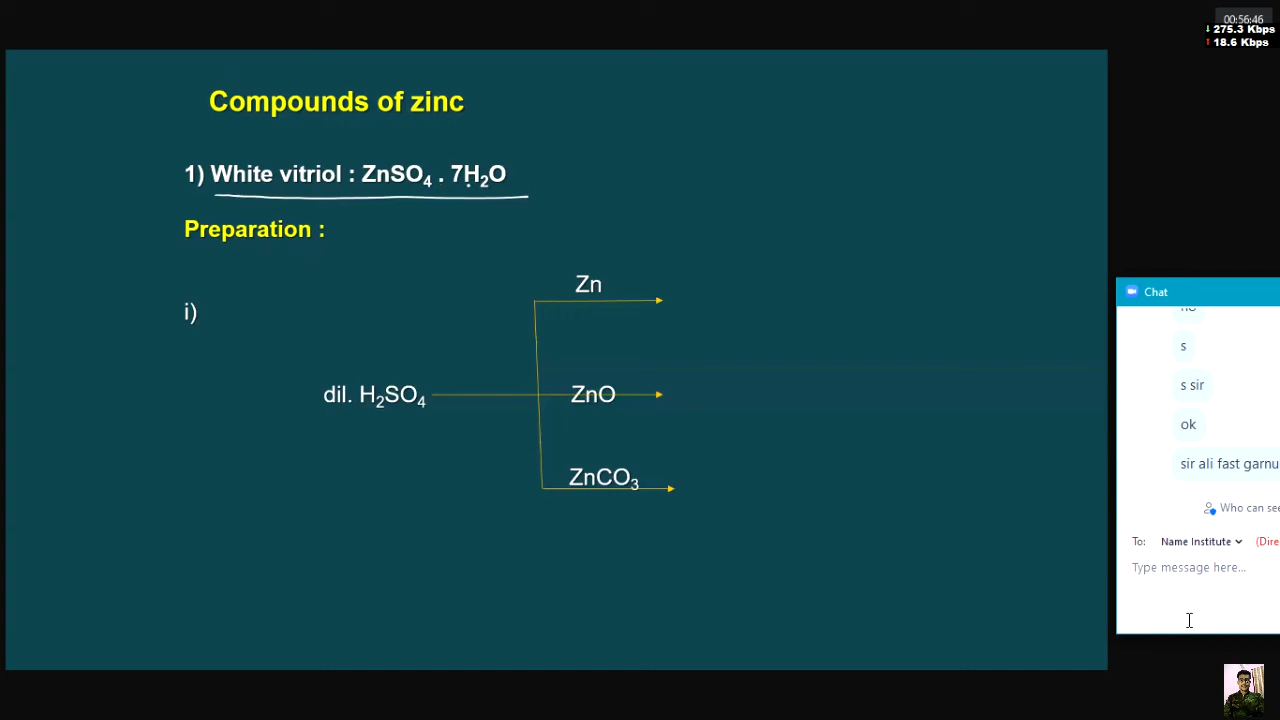 00:56:46
↓ 275.3 Kbps
↑ 18.6 Kbps
Compounds of zinc
1) White vitriol : ZnSO₄ . 7H₂O
Preparation :
i)
Zn
dil. H₂SO₄
ZnO
ZnCO₃
Chat
s
s sir
ok
sir ali fast garnu
Who can see
To: Name Institute (Dire
Type message here...